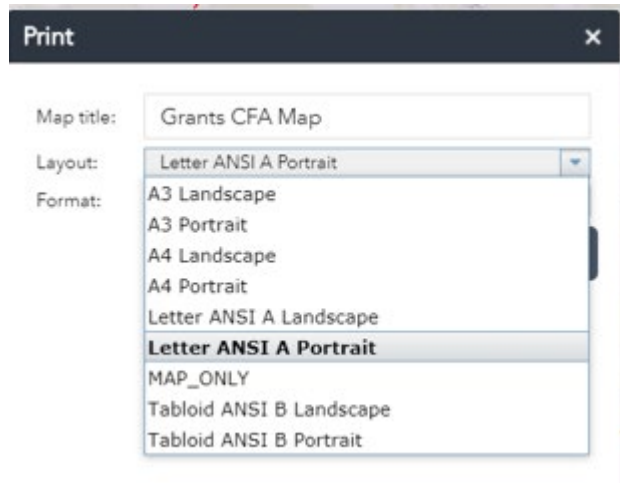 Print ×
Map title: Grants CFA Map
Layout: Letter ANSI A Portrait
Format:
A3 Landscape
A3 Portrait
A4 Landscape
A4 Portrait
Letter ANSI A Landscape
Letter ANSI A Portrait
MAP_ONLY
Tabloid ANSI B Landscape
Tabloid ANSI B Portrait